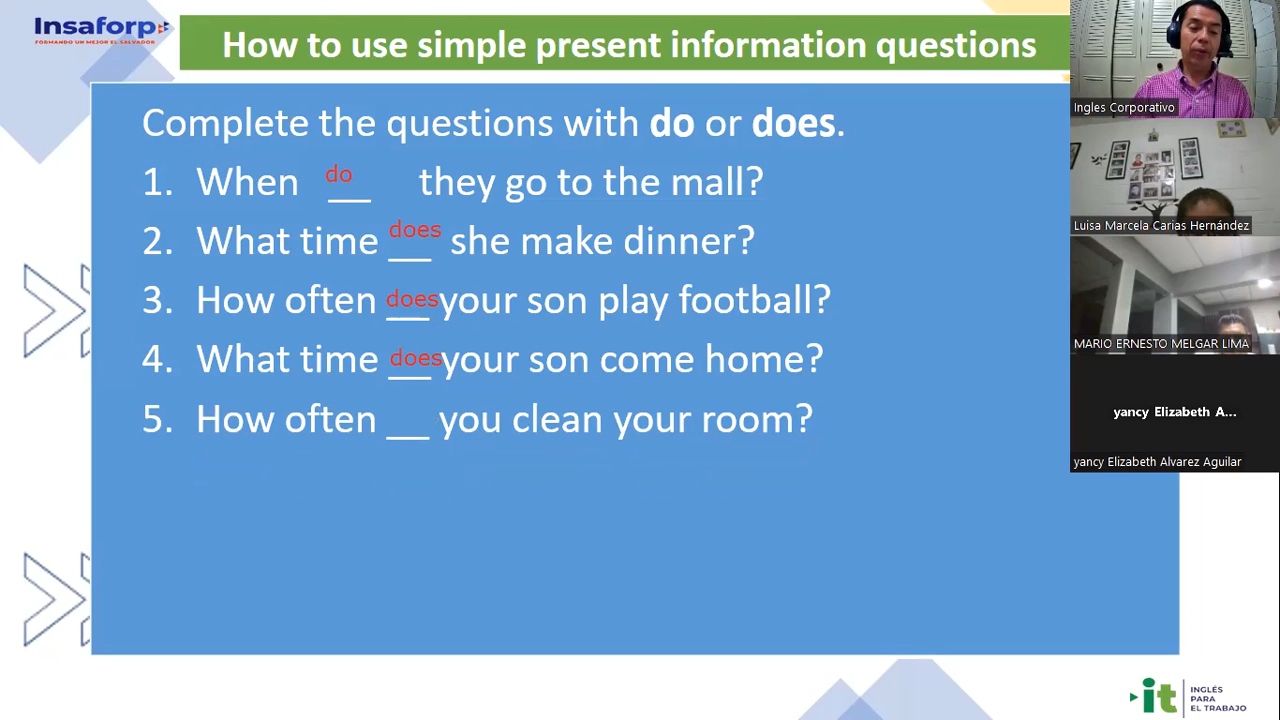 Insaforp
FORMANDO UN MEJOR EL SALVADOR
How to use simple present information questions
Complete the questions with do or does.
1. When do they go to the mall?
2. What time does she make dinner?
3. How often does your son play football?
4. What time does your son come home?
5. How often __ you clean your room?
Ingles Corporativo
Luisa Marcela Carias Hernández
MARIO ERNESTO MELGAR LIMA
yancy Elizabeth A...
yancy Elizabeth Alvarez Aguilar
it
INGLÉS
PARA
EL TRABAJO